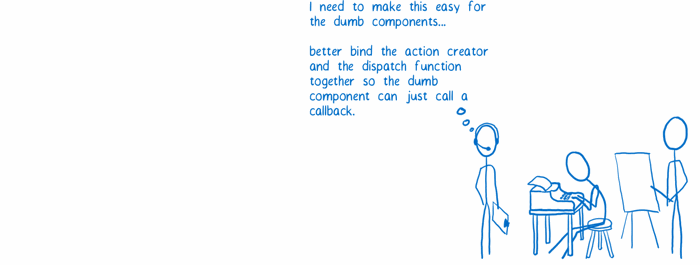 I need to make this easy for
the dumb components...
better bind the action creator
and the dispatch function
together so the dumb
component can just call a
callback.